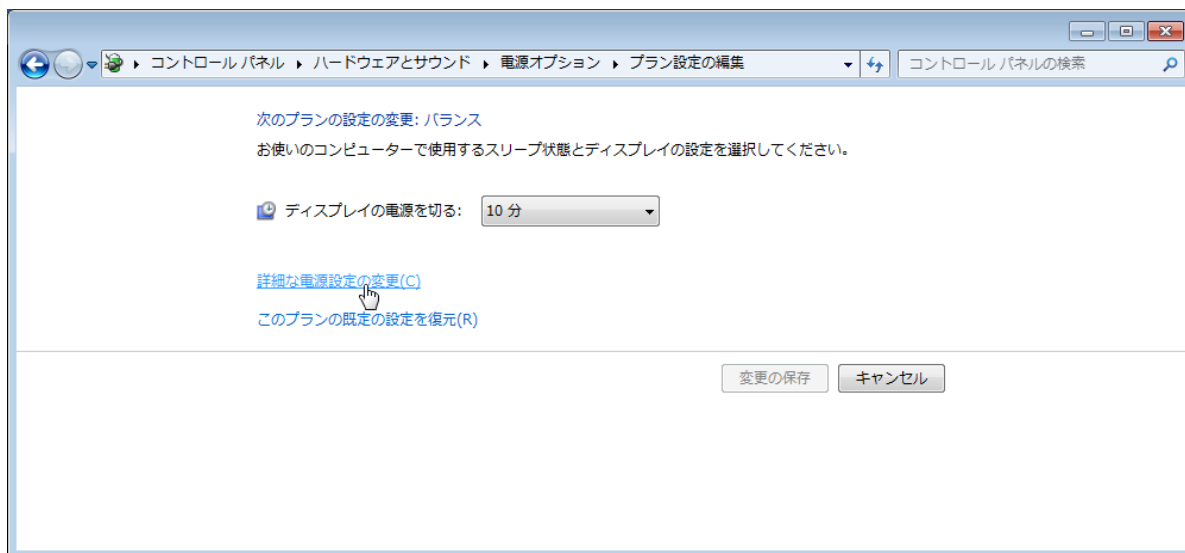 コントロール パネル ▸ ハードウェアとサウンド ▸ 電源オプション ▸ プラン設定の編集
コントロール パネルの検索
次のプランの設定の変更: バランス
お使いのコンピューターで使用するスリープ状態とディスプレイの設定を選択してください。
ディスプレイの電源を切る: 10 分
詳細な電源設定の変更(C)
このプランの既定の設定を復元(R)
変更の保存 キャンセル